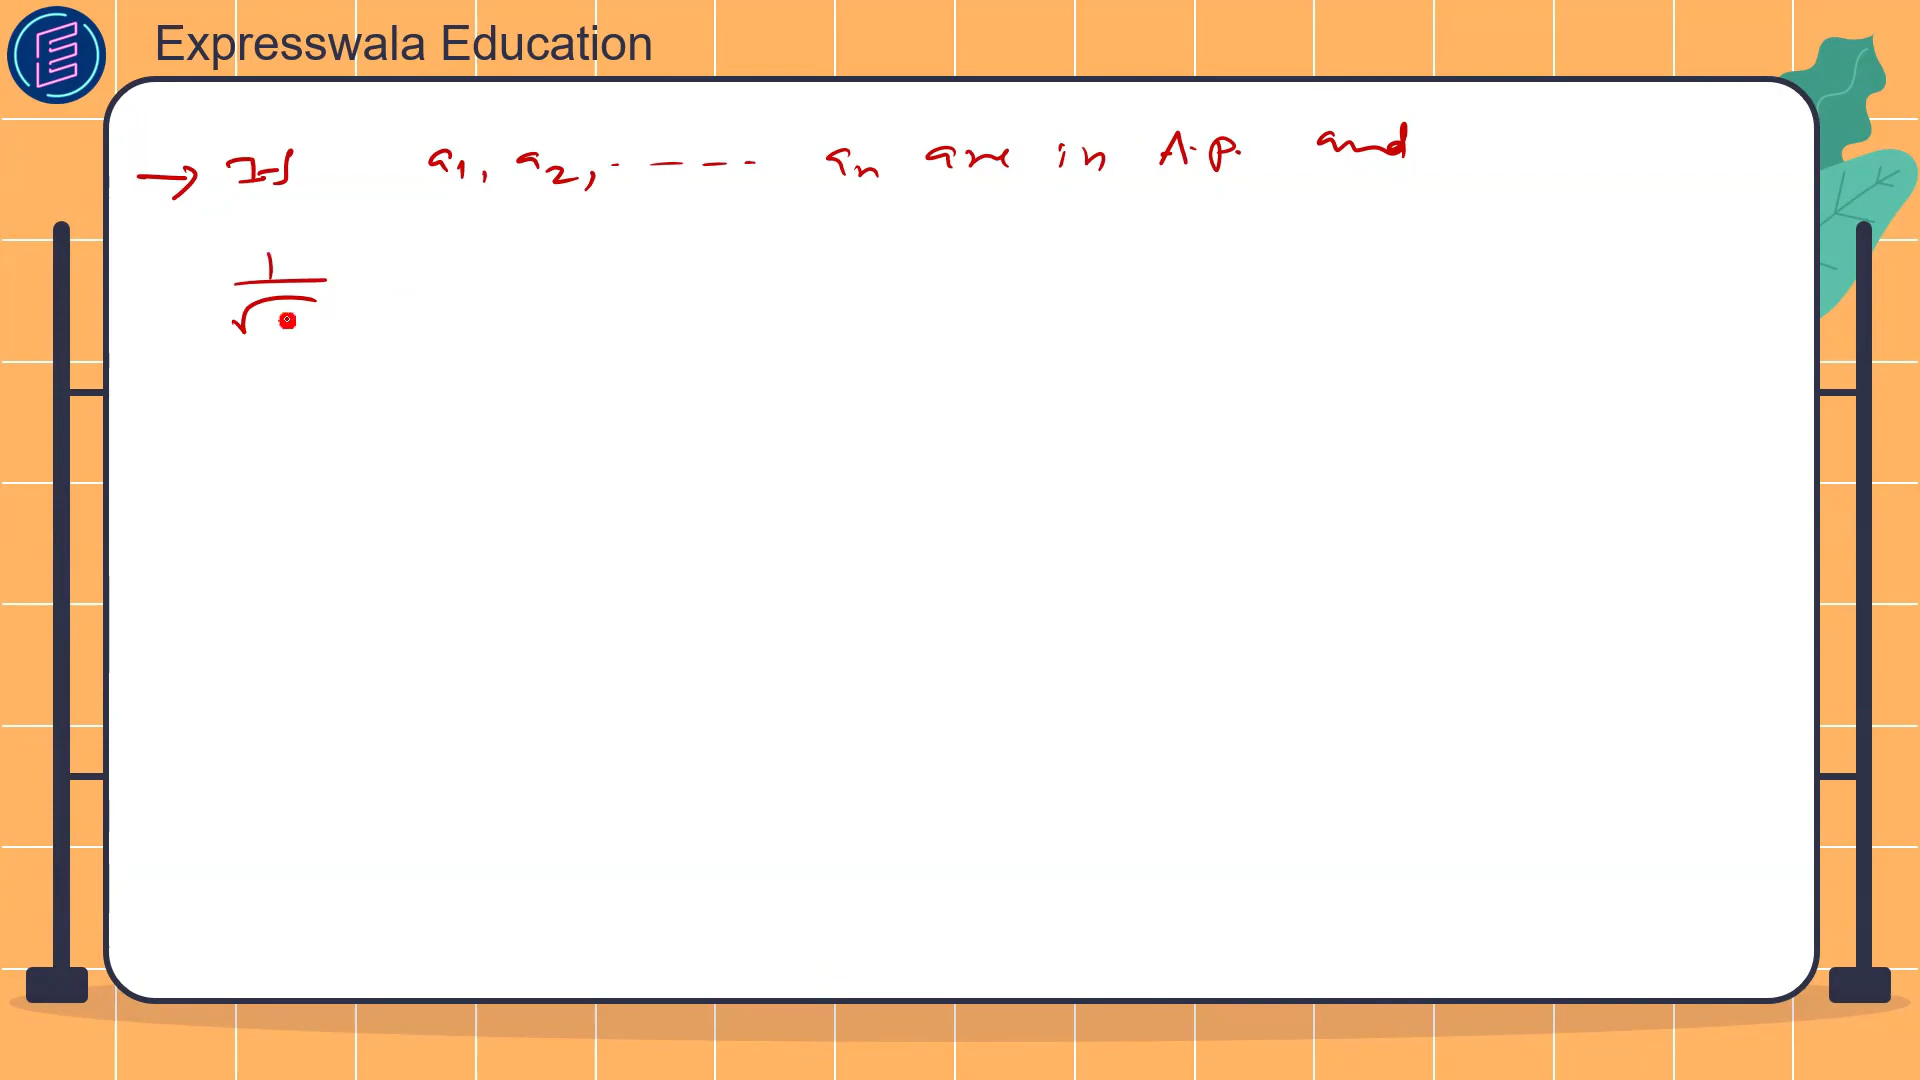 Expresswala Education
→ If a₁, a₂, - - - - - aₙ are in A.P. and
1/√